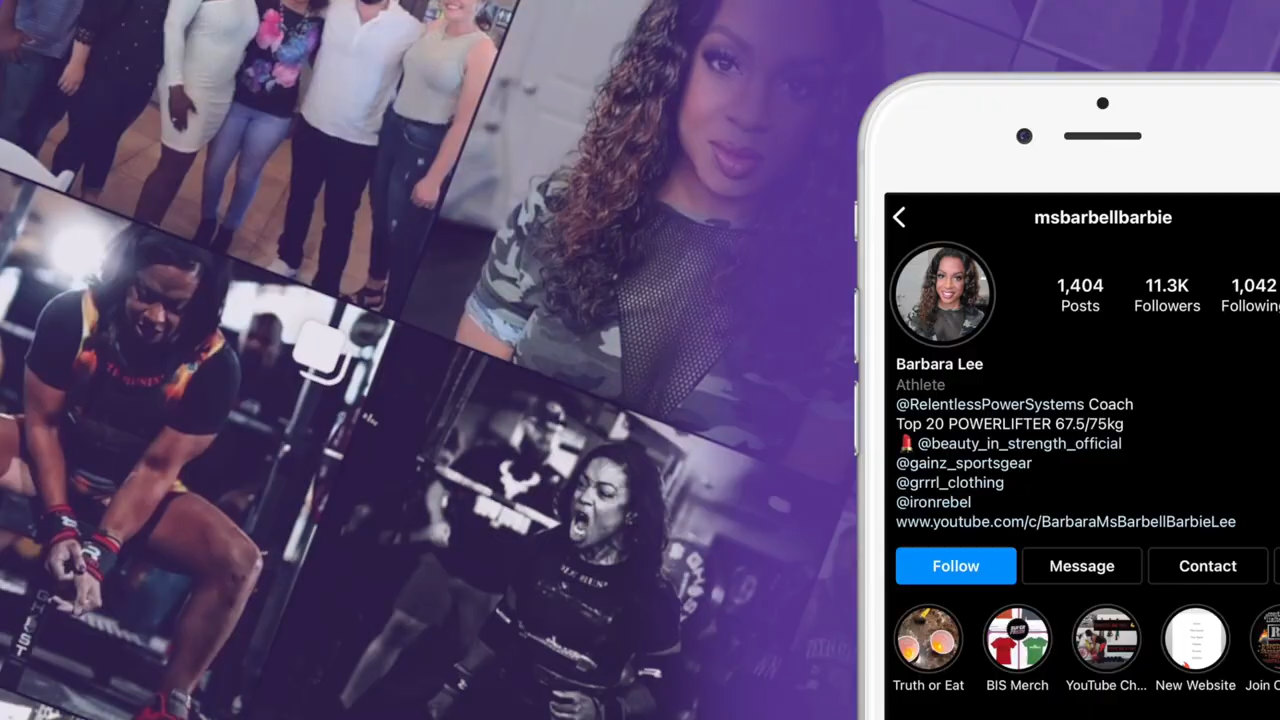 msbarbellbarbie
1,404
11.3K
1,042
Posts
Followers
Following
Barbara Lee
Athlete
@RelentlessPowerSystems Coach
Top 20 POWERLIFTER 67.5/75kg
💄 @beauty_in_strength_official
@gainz_sportsgear
@grrrl_clothing
@ironrebel
www.youtube.com/c/BarbaraMsBarbellBarbieLee
Follow
Message
Contact
Truth or Eat
BIS Merch
YouTube Ch...
New Website
Join